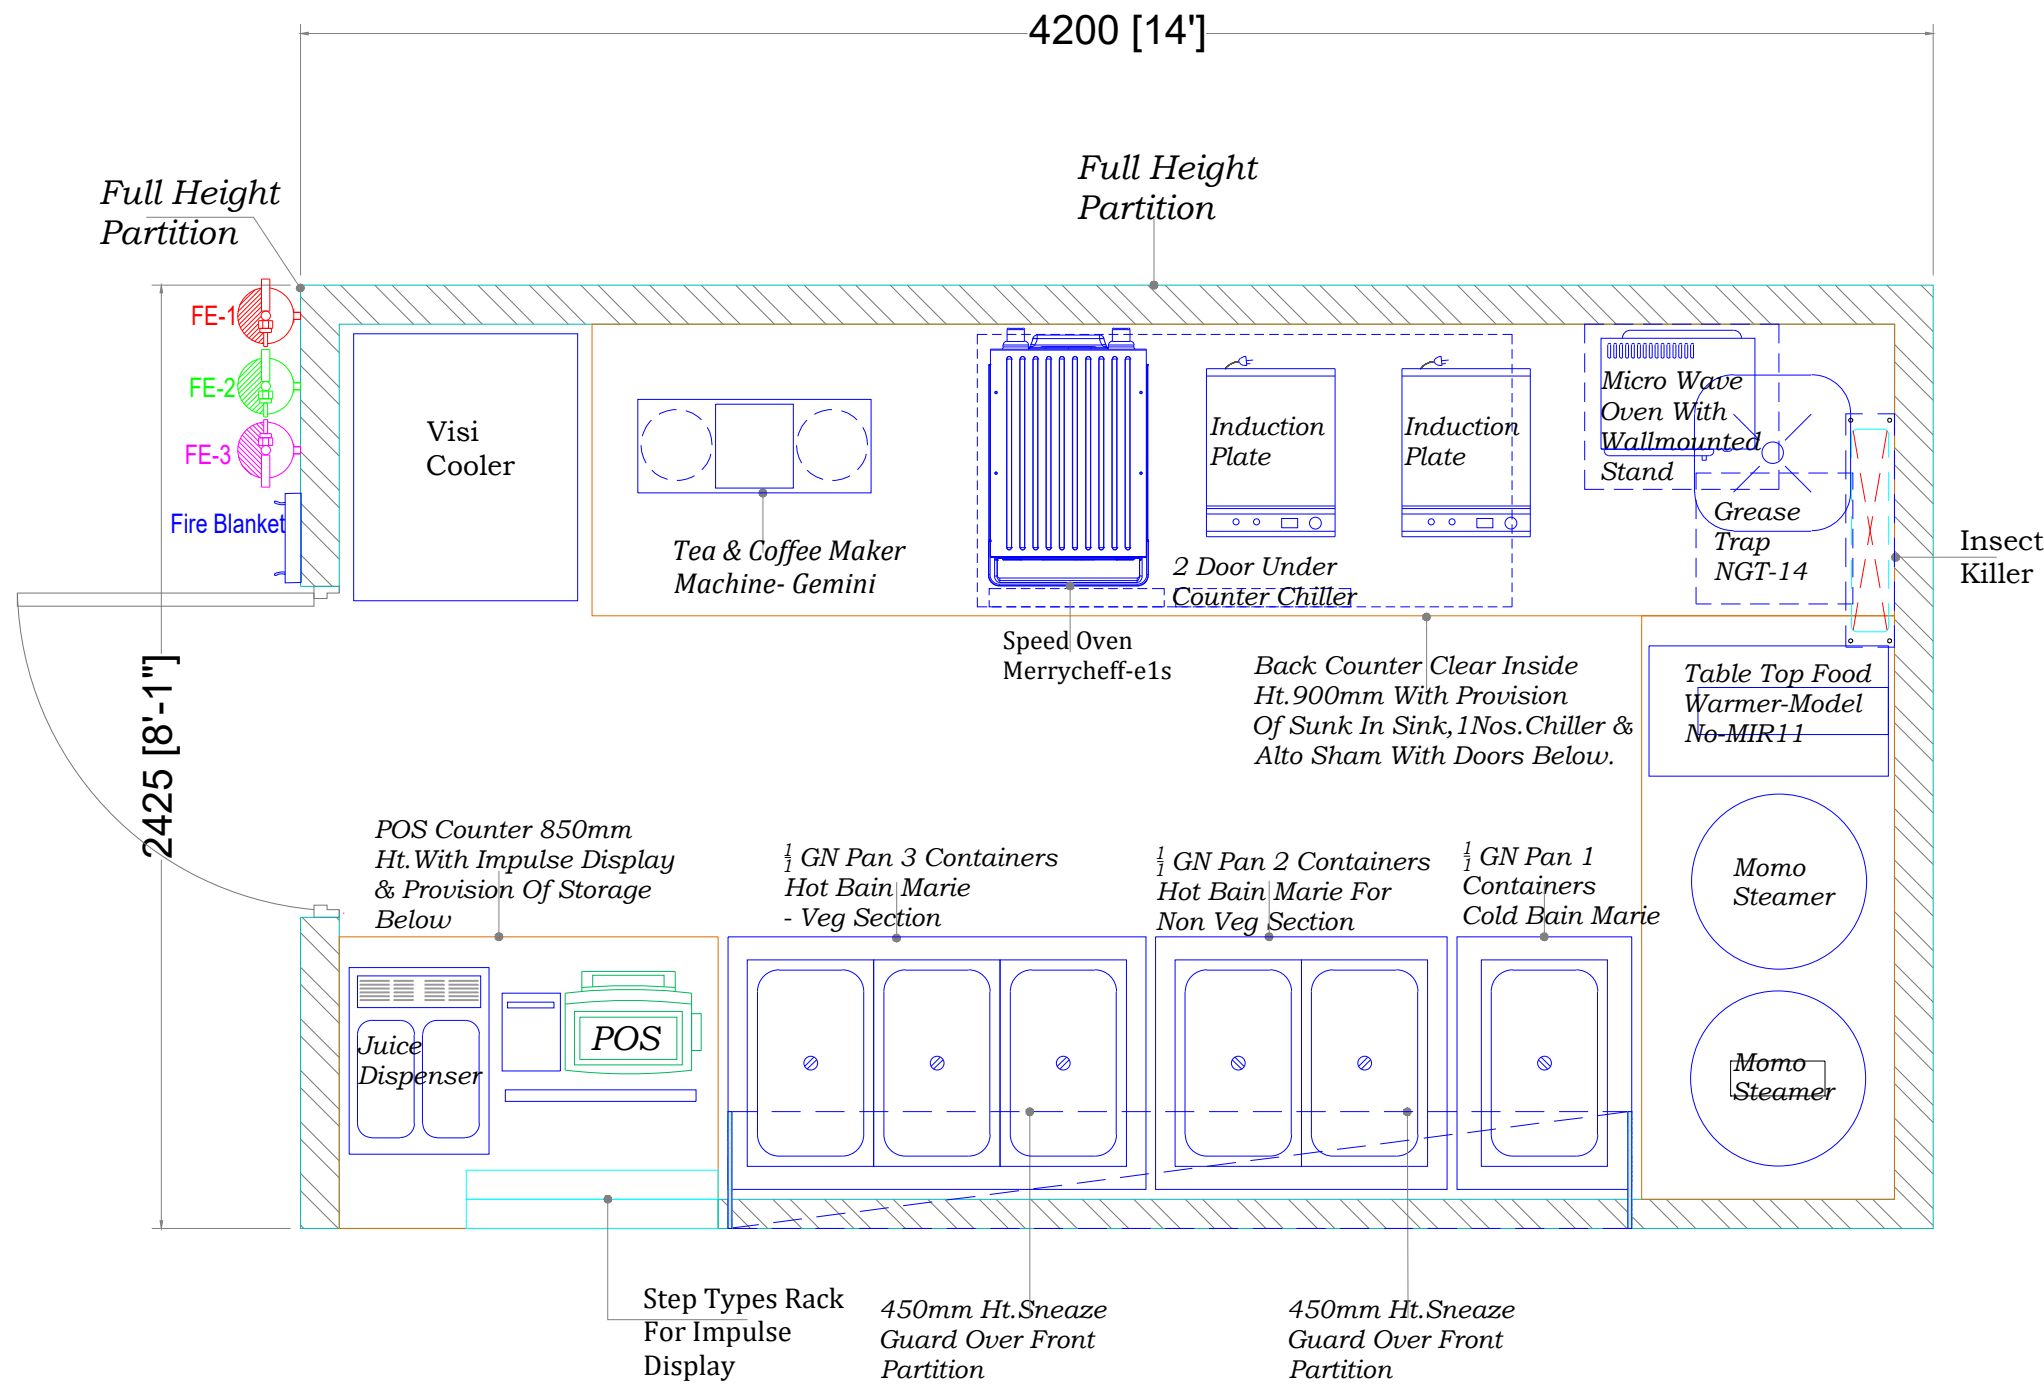 4200 [14']
Full Height
Partition
Full Height
Partition
FE-1
FE-2
FE-3
Fire Blanket
2425 [8'-1"]
Visi
Cooler
Tea & Coffee Maker
Machine- Gemini
Speed Oven
Merrycheff-e1s
Induction
Plate
Induction
Plate
2 Door Under
Counter Chiller
Micro Wave
Oven With
Wallmounted
Stand
Grease
Trap
NGT-14
Insect
Killer
Back Counter Clear Inside
Ht.900mm With Provision
Of Sunk In Sink,1Nos.Chiller &
Alto Sham With Doors Below.
Table Top Food
Warmer-Model
No-MIR11
Momo
Steamer
Momo
Steamer
POS Counter 850mm
Ht.With Impulse Display
& Provision Of Storage
Below
1/1 GN Pan 3 Containers
Hot Bain Marie
- Veg Section
1/1 GN Pan 2 Containers
Hot Bain Marie For
Non Veg Section
1/1 GN Pan 1
Containers
Cold Bain Marie
Juice
Dispenser
POS
Step Types Rack
For Impulse
Display
450mm Ht.Sneaze
Guard Over Front
Partition
450mm Ht.Sneaze
Guard Over Front
Partition